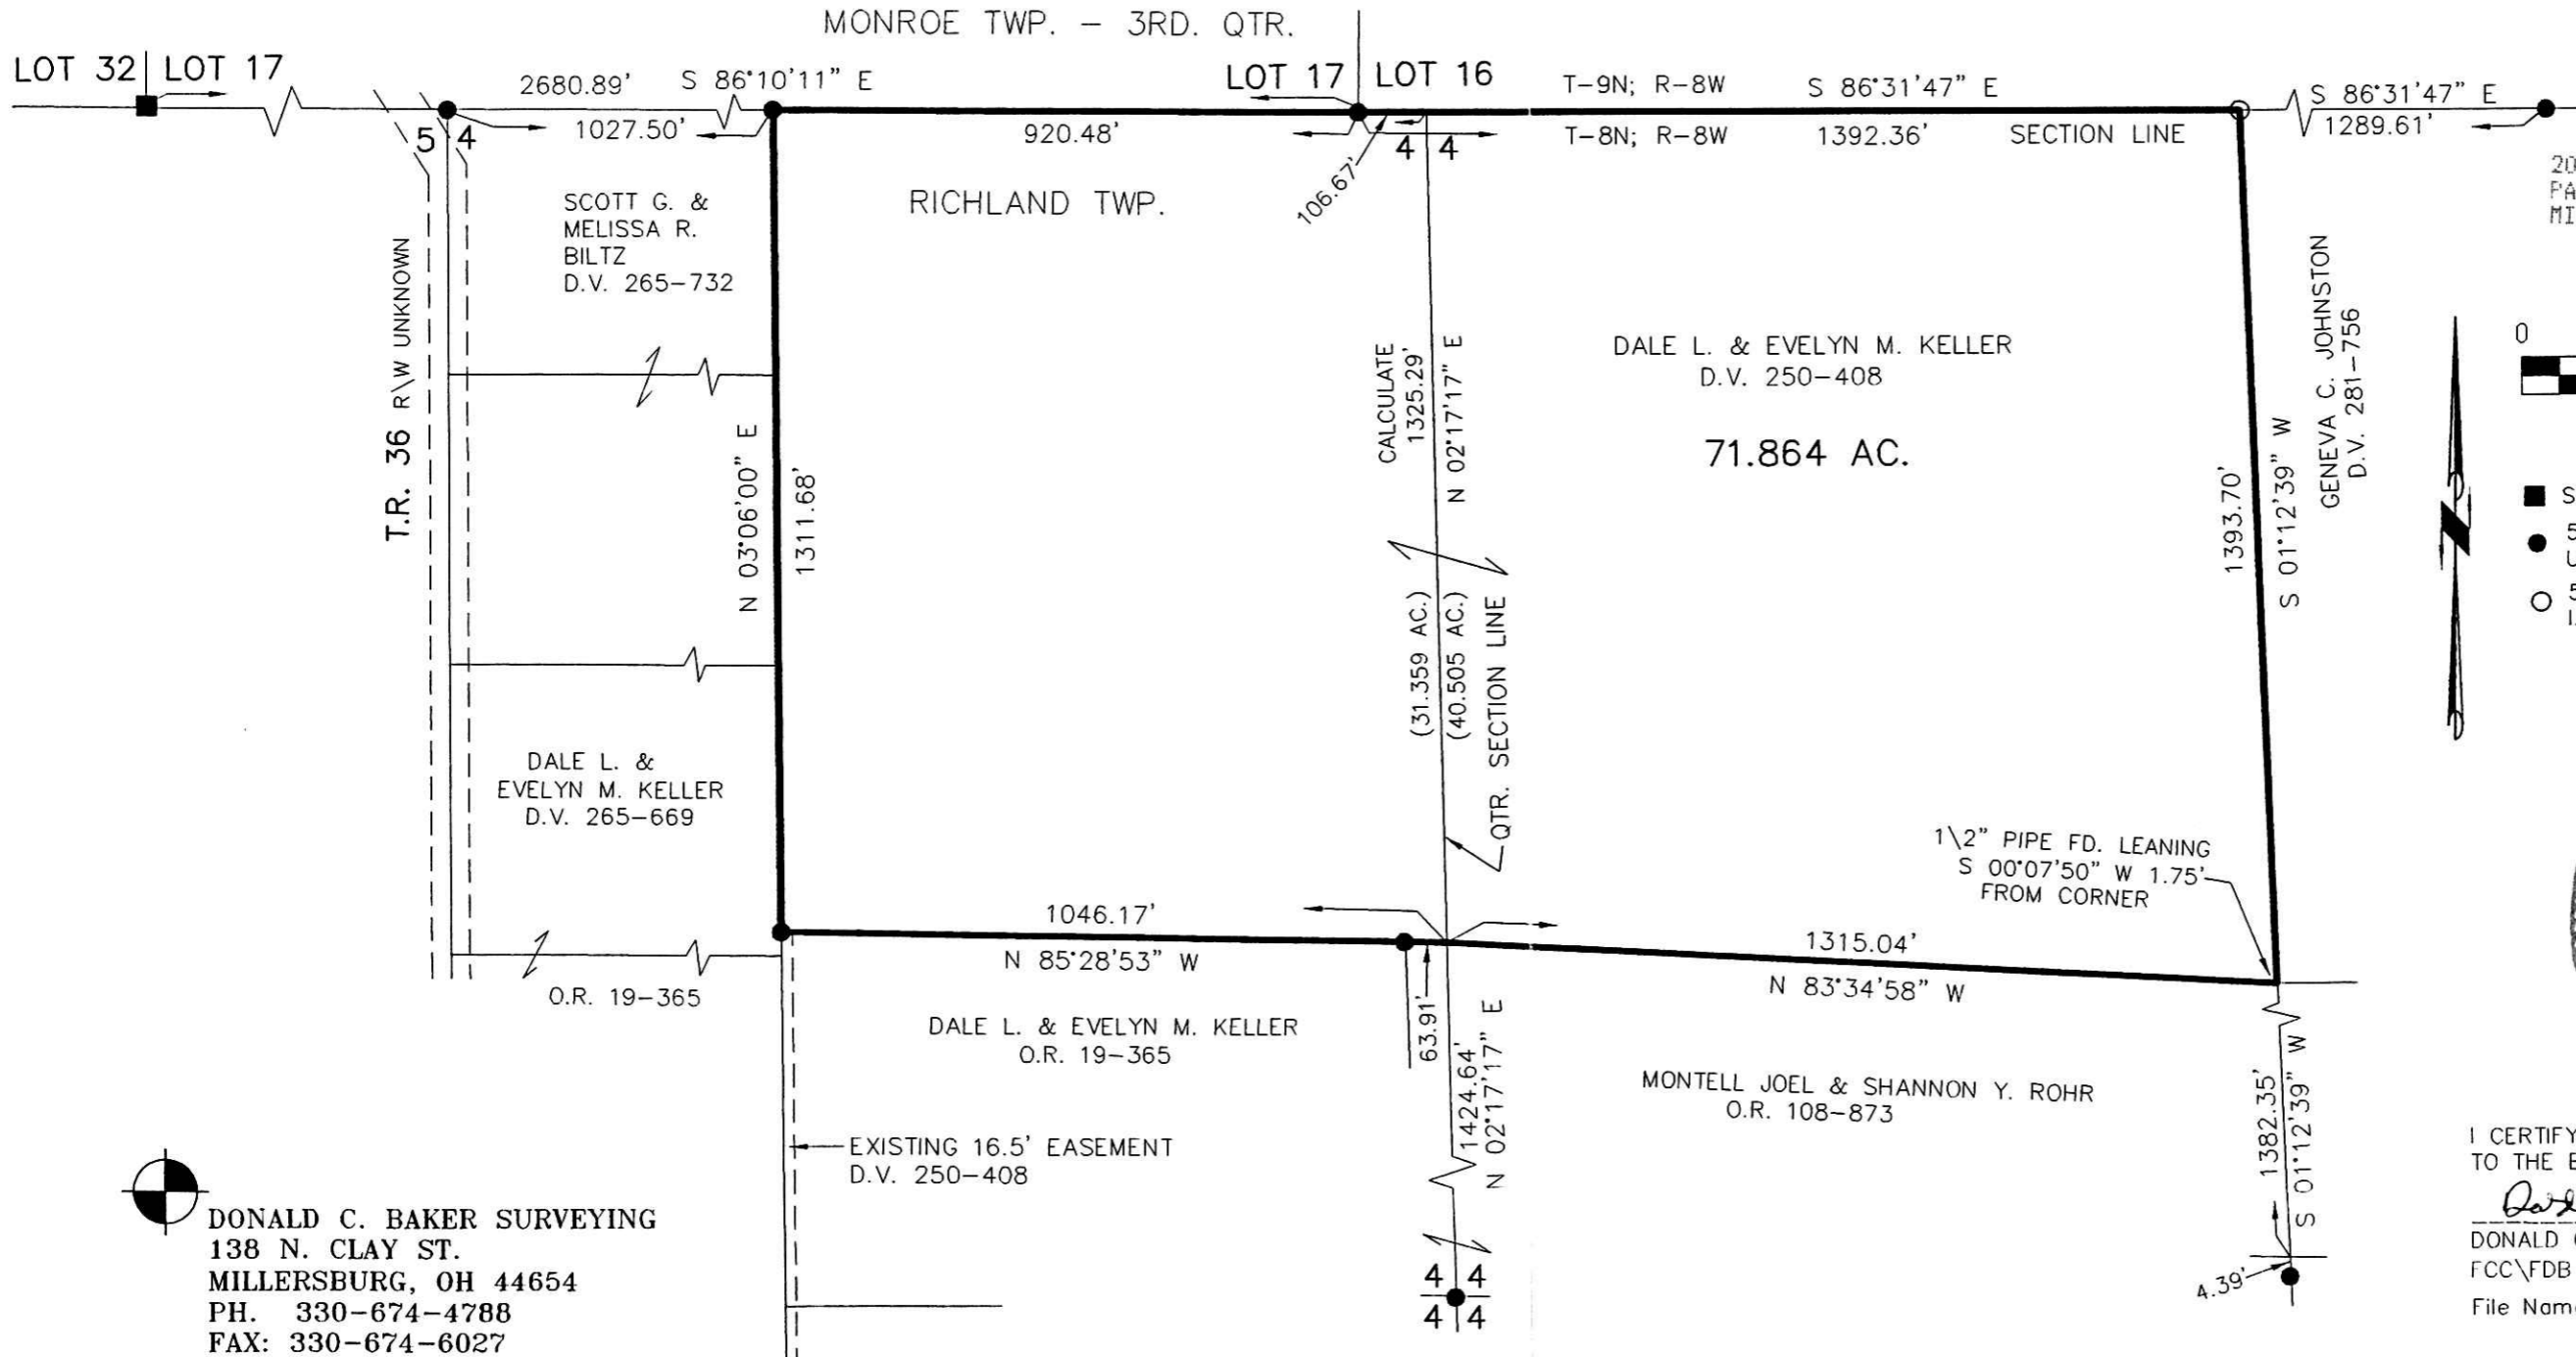 MONROE TWP. – 3RD. QTR.
LOT 32 LOT 17
2680.89' S 86°10'11" E
LOT 17 LOT 16
T-9N; R-8W S 86°31'47" E
S 86°31'47" E
1289.61'
5 4
1027.50'
920.48'
106.67'
4 4
T-8N; R-8W 1392.36' SECTION LINE
20
PA
MI
RICHLAND TWP.
SCOTT G. &
MELISSA R.
BILTZ
D.V. 265-732
T.R. 36 R\W UNKNOWN
N 03°06'00" E
1311.68'
CALCULATE
1325.29'
N 02°17'17" E
(31.359 AC.)
(40.505 AC.)
QTR. SECTION LINE
DALE L. & EVELYN M. KELLER
D.V. 250-408
71.864 AC.
1393.70'
S 01°12'39" W
GENEVA C. JOHNSTON
D.V. 281-756
0
S
5
U
5
DALE L. &
EVELYN M. KELLER
D.V. 265-669
1\2" PIPE FD. LEANING
S 00°07'50" W 1.75'
FROM CORNER
1046.17'
N 85°28'53" W
1315.04'
N 83°34'58" W
O.R. 19-365
DALE L. & EVELYN M. KELLER
O.R. 19-365
63.91'
1424.64'
N 02°17'17" E
MONTELL JOEL & SHANNON Y. ROHR
O.R. 108-873
1382.35'
S 01°12'39" W
4.39'
EXISTING 16.5' EASEMENT
D.V. 250-408
4 4
4 4
DONALD C. BAKER SURVEYING
138 N. CLAY ST.
MILLERSBURG, OH 44654
PH. 330-674-4788
FAX: 330-674-6027
I CERTIFY
TO THE
DONALD
FCC\FDB
File